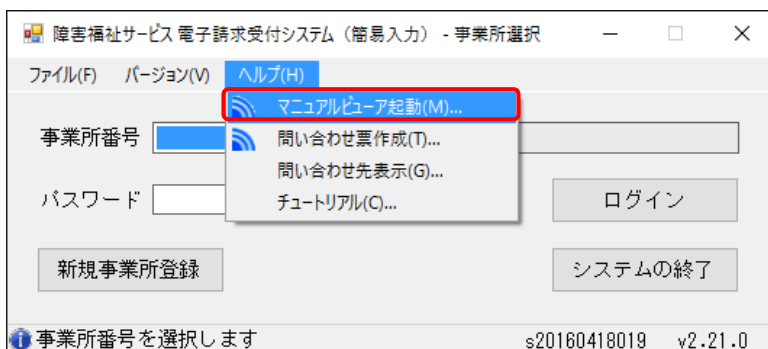 障害福祉サービス 電子請求受付システム（簡易入力） - 事業所選択
ファイル(F) バージョン(V) ヘルプ(H)
マニュアルビューア起動(M)...
事業所番号
問い合わせ票作成(T)...
問い合わせ先表示(G)...
パスワード
チュートリアル(C)...
ログイン
新規事業所登録
システムの終了
事業所番号を選択します s20160418019 v2.21.0